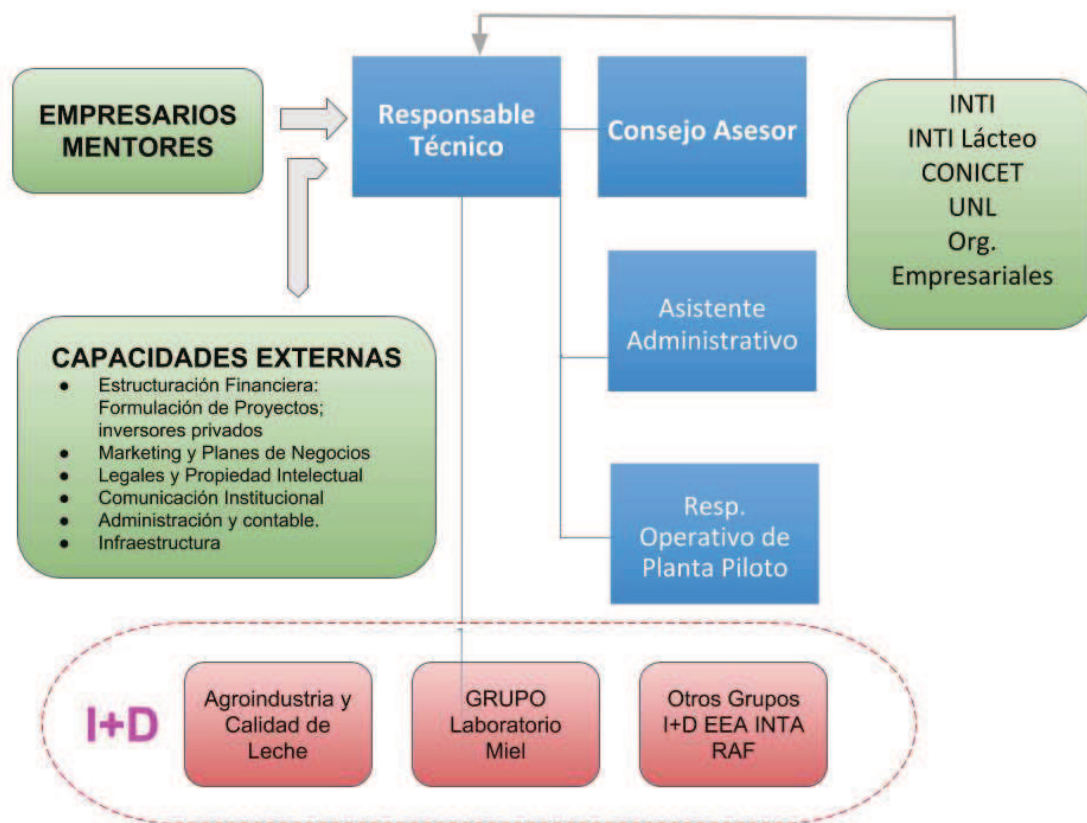 EMPRESARIOS
MENTORES
Responsable
Técnico
Consejo Asesor
INTI
INTI Lácteo
CONICET
UNL
Org.
Empresariales
Asistente
Administrativo
CAPACIDADES EXTERNAS
● Estructuración Financiera:
Formulación de Proyectos;
inversores privados
● Marketing y Planes de Negocios
● Legales y Propiedad Intelectual
● Comunicación Institucional
● Administración y contable.
● Infraestructura
Resp.
Operativo de
Planta Piloto
I+D
Agroindustria y
Calidad de
Leche
GRUPO
Laboratorio
Miel
Otros Grupos
I+D EEA INTA
RAF